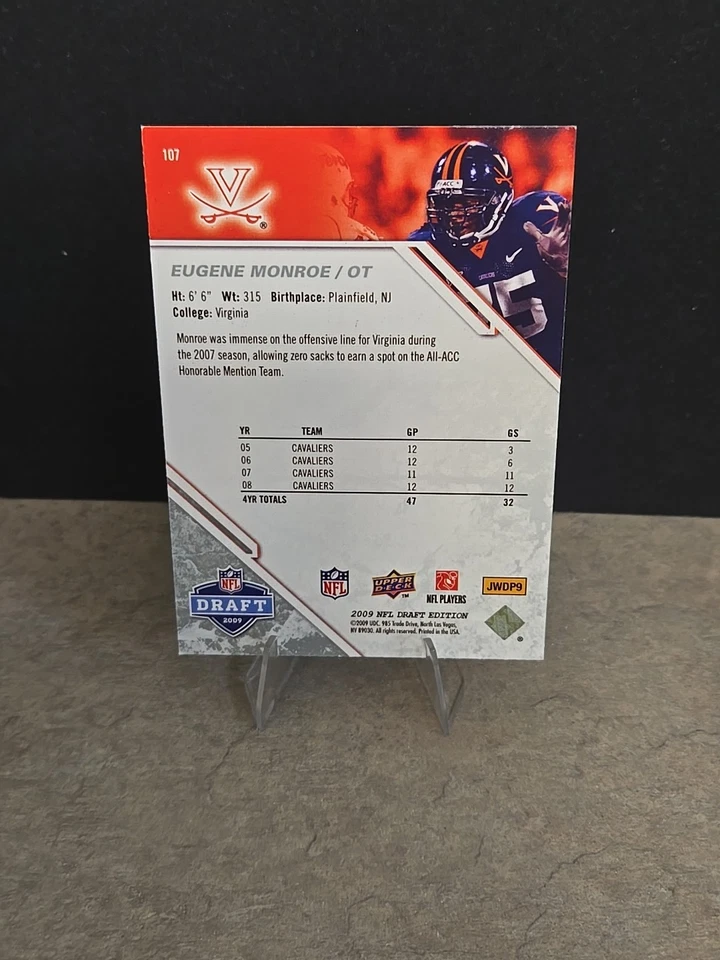 107
V
®
ACC
75
EUGENE MONROE / OT
Ht: 6' 6" Wt: 315 Birthplace: Plainfield, NJ
College: Virginia
Monroe was immense on the offensive line for Virginia during
the 2007 season, allowing zero sacks to earn a spot on the All-ACC
Honorable Mention Team.
YR TEAM GP GS
05 CAVALIERS 12 3
06 CAVALIERS 12 6
07 CAVALIERS 11 11
08 CAVALIERS 12 12
4YR TOTALS 47 32
NFL
DRAFT
2009
NFL
UPPER
DECK
TM
NFL PLAYERS
JWDP9
2009 NFL DRAFT EDITION
©2009 UDC, 985 Trade Drive, North Las Vegas,
NV 89030. All rights reserved. Printed in the USA.
®